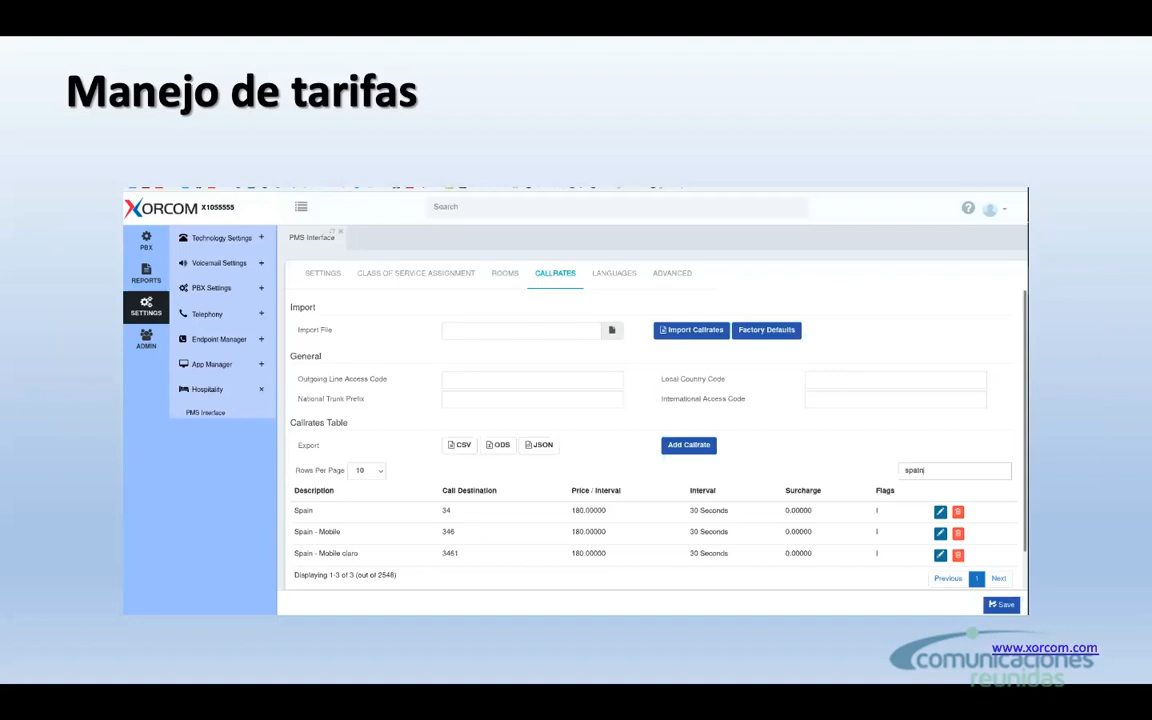 Manejo de tarifas
XORCOM X1055555
Search
PBX
REPORTS
SETTINGS
ADMIN
Technology Settings +
Voicemail Settings +
PBX Settings +
Telephony +
Endpoint Manager +
App Manager +
Hospitality ×
PMS Interface
PMS Interface
SETTINGS CLASS OF SERVICE ASSIGNMENT ROOMS CALLRATES LANGUAGES ADVANCED
Import
Import File Import Callrates Factory Defaults
General
Outgoing Line Access Code Local Country Code
National Trunk Prefix International Access Code
Callrates Table
Export CSV ODS JSON Add Callrate
Rows Per Page 10 spain
Description Call Destination Price / Interval Interval Surcharge Flags
Spain 34 180.00000 30 Seconds 0.00000 I
Spain - Mobile 346 180.00000 30 Seconds 0.00000 I
Spain - Mobile claro 3461 180.00000 30 Seconds 0.00000 I
Displaying 1-3 of 3 (out of 2548) Previous 1 Next
Save
www.xorcom.com
comunicaciones
reunidas